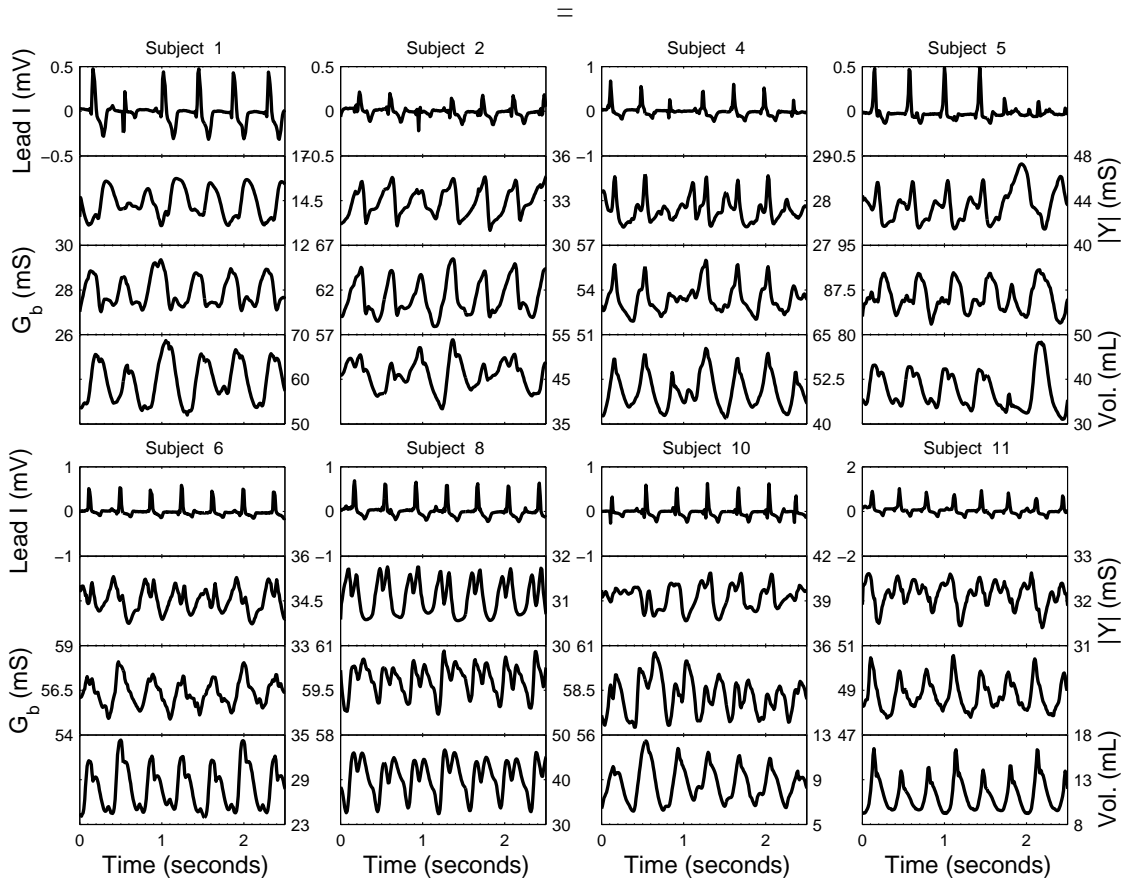 =
Subject 1 Subject 2 Subject 4 Subject 5
Lead I (mV)
0.5 0.5 1 0.5
0 0 0 0
−0.5 17 0.5 36 −1 29 0.5 48
14.5 33 28 44
|Y| (mS)
30 12 67 30 57 27 95 40
G_b (mS)
28 62 54 87.5
26 70 57 55 51 65 80 50
60 45 52.5 40
Vol. (mL)
50 35 40 30
Subject 6 Subject 8 Subject 10 Subject 11
Lead I (mV)
1 1 1 2
0 0 0 0
−1 36 −1 32 −1 42 −2 33
34.5 31 39 32
|Y| (mS)
59 33 61 30 61 36 51 31
G_b (mS)
56.5 59.5 58.5 49
54 35 58 50 56 13 47 18
29 40 9 13
Vol. (mL)
23 30 5 8
0 1 2 0 1 2 0 1 2 0 1 2
Time (seconds) Time (seconds) Time (seconds) Time (seconds)